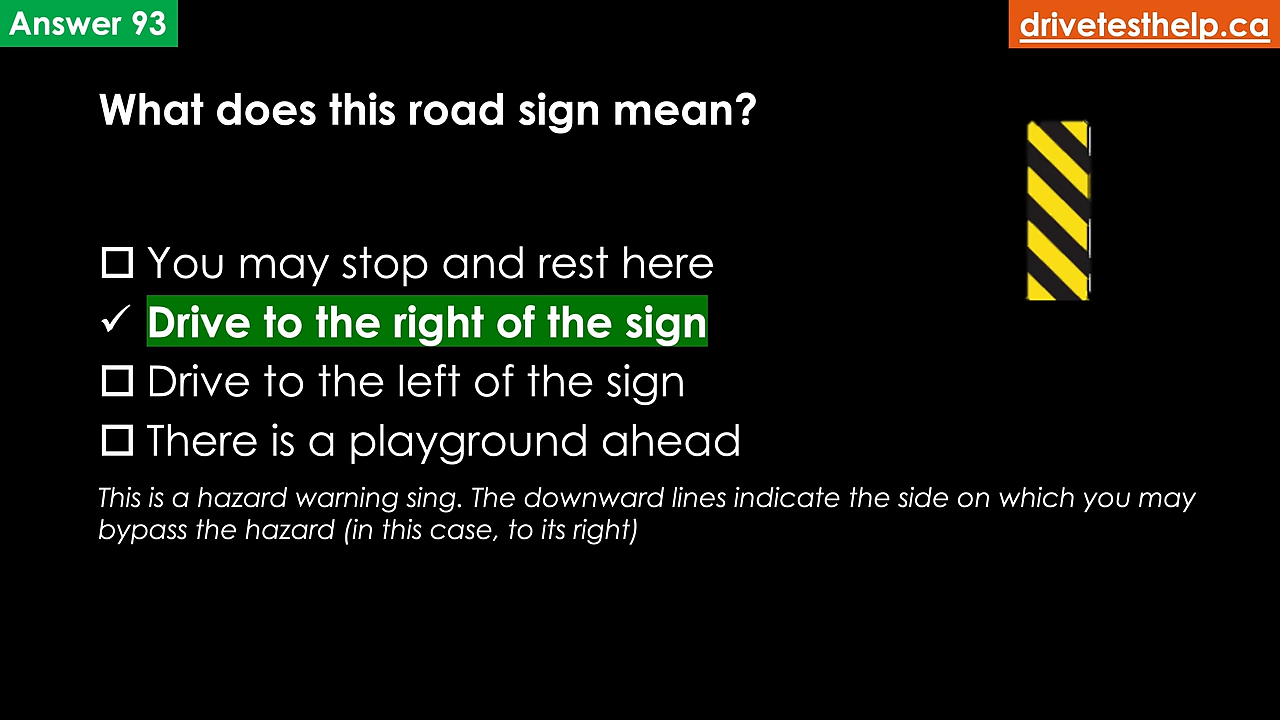 Answer 93
drivetesthelp.ca
What does this road sign mean?
You may stop and rest here
Drive to the right of the sign
Drive to the left of the sign
There is a playground ahead
This is a hazard warning sing. The downward lines indicate the side on which you may
bypass the hazard (in this case, to its right)